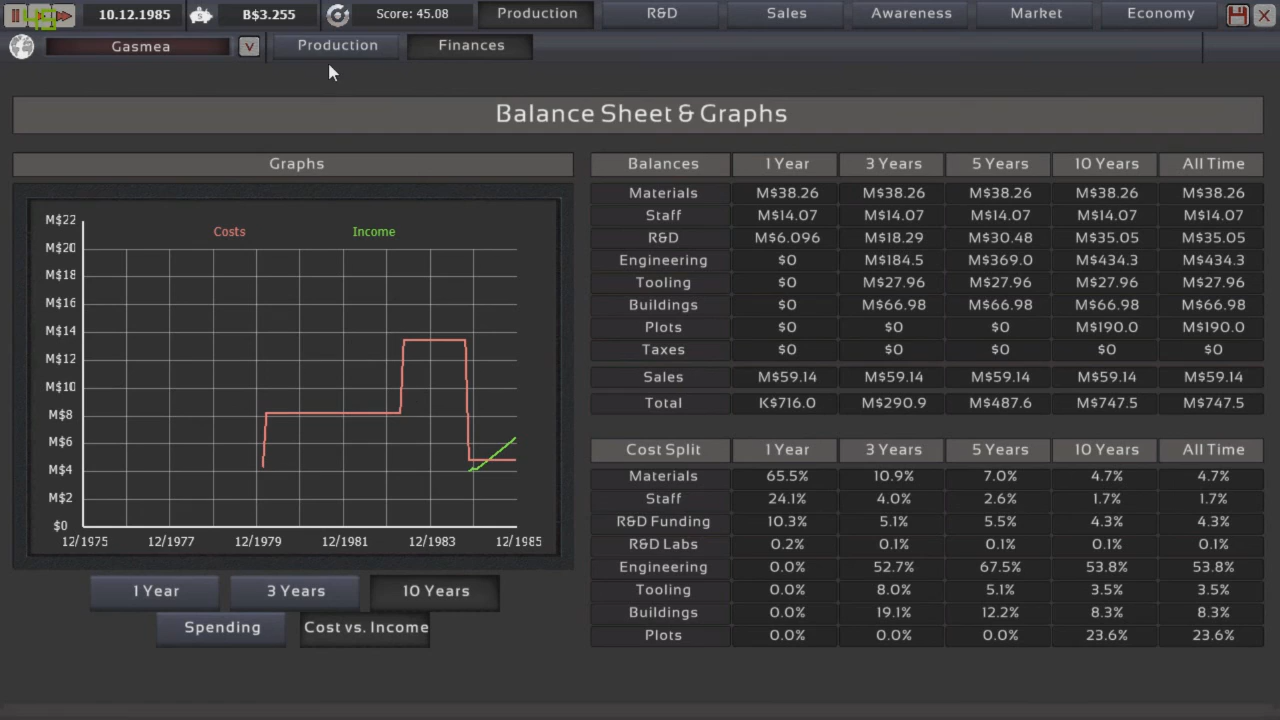 10.12.1985 B$3.255 Score: 45.08 Production R&D Sales Awareness Market Economy
Gasmea V Production Finances
Balance Sheet & Graphs
Graphs
M$22
Costs Income
M$20
M$18
M$16
M$14
M$12
M$10
M$8
M$6
M$4
M$2
$0
12/1975 12/1977 12/1979 12/1981 12/1983 12/1985
1 Year 3 Years 10 Years
Spending Cost vs. Income
Balances 1 Year 3 Years 5 Years 10 Years All Time
Materials M$38.26 M$38.26 M$38.26 M$38.26 M$38.26
Staff M$14.07 M$14.07 M$14.07 M$14.07 M$14.07
R&D M$6.096 M$18.29 M$30.48 M$35.05 M$35.05
Engineering $0 M$184.5 M$369.0 M$434.3 M$434.3
Tooling $0 M$27.96 M$27.96 M$27.96 M$27.96
Buildings $0 M$66.98 M$66.98 M$66.98 M$66.98
Plots $0 $0 $0 M$190.0 M$190.0
Taxes $0 $0 $0 $0 $0
Sales M$59.14 M$59.14 M$59.14 M$59.14 M$59.14
Total K$716.0 M$290.9 M$487.6 M$747.5 M$747.5
Cost Split 1 Year 3 Years 5 Years 10 Years All Time
Materials 65.5% 10.9% 7.0% 4.7% 4.7%
Staff 24.1% 4.0% 2.6% 1.7% 1.7%
R&D Funding 10.3% 5.1% 5.5% 4.3% 4.3%
R&D Labs 0.2% 0.1% 0.1% 0.1% 0.1%
Engineering 0.0% 52.7% 67.5% 53.8% 53.8%
Tooling 0.0% 8.0% 5.1% 3.5% 3.5%
Buildings 0.0% 19.1% 12.2% 8.3% 8.3%
Plots 0.0% 0.0% 0.0% 23.6% 23.6%